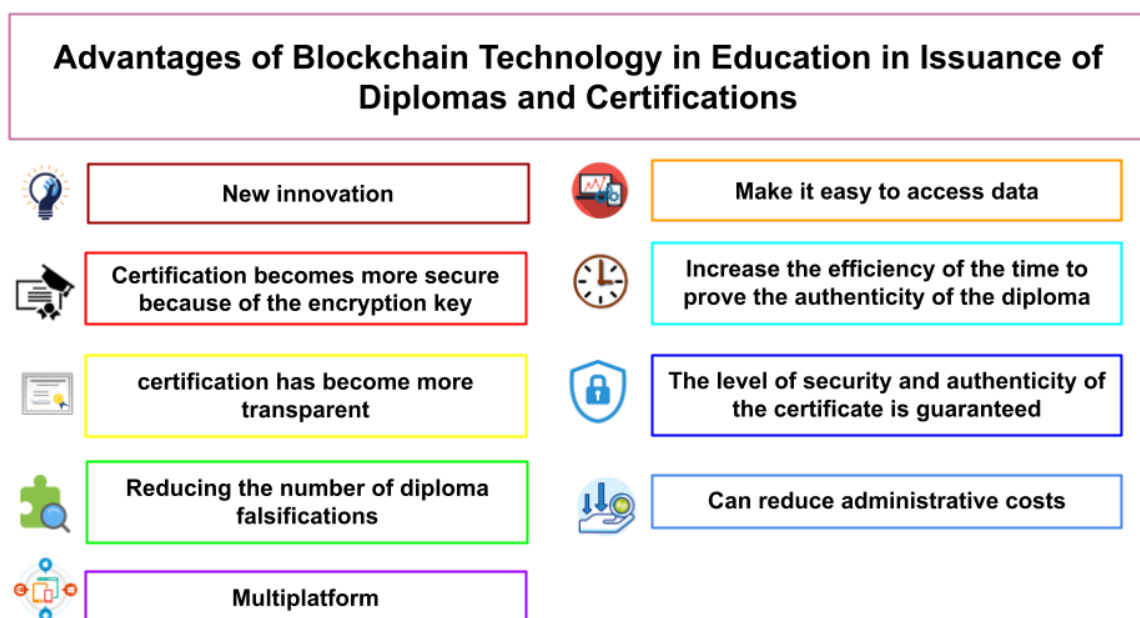 Advantages of Blockchain Technology in Education in Issuance of
Diplomas and Certifications
New innovation
Certification becomes more secure
because of the encryption key
certification has become more
transparent
Reducing the number of diploma
falsifications
Multiplatform
Make it easy to access data
Increase the efficiency of the time to
prove the authenticity of the diploma
The level of security and authenticity of
the certificate is guaranteed
Can reduce administrative costs